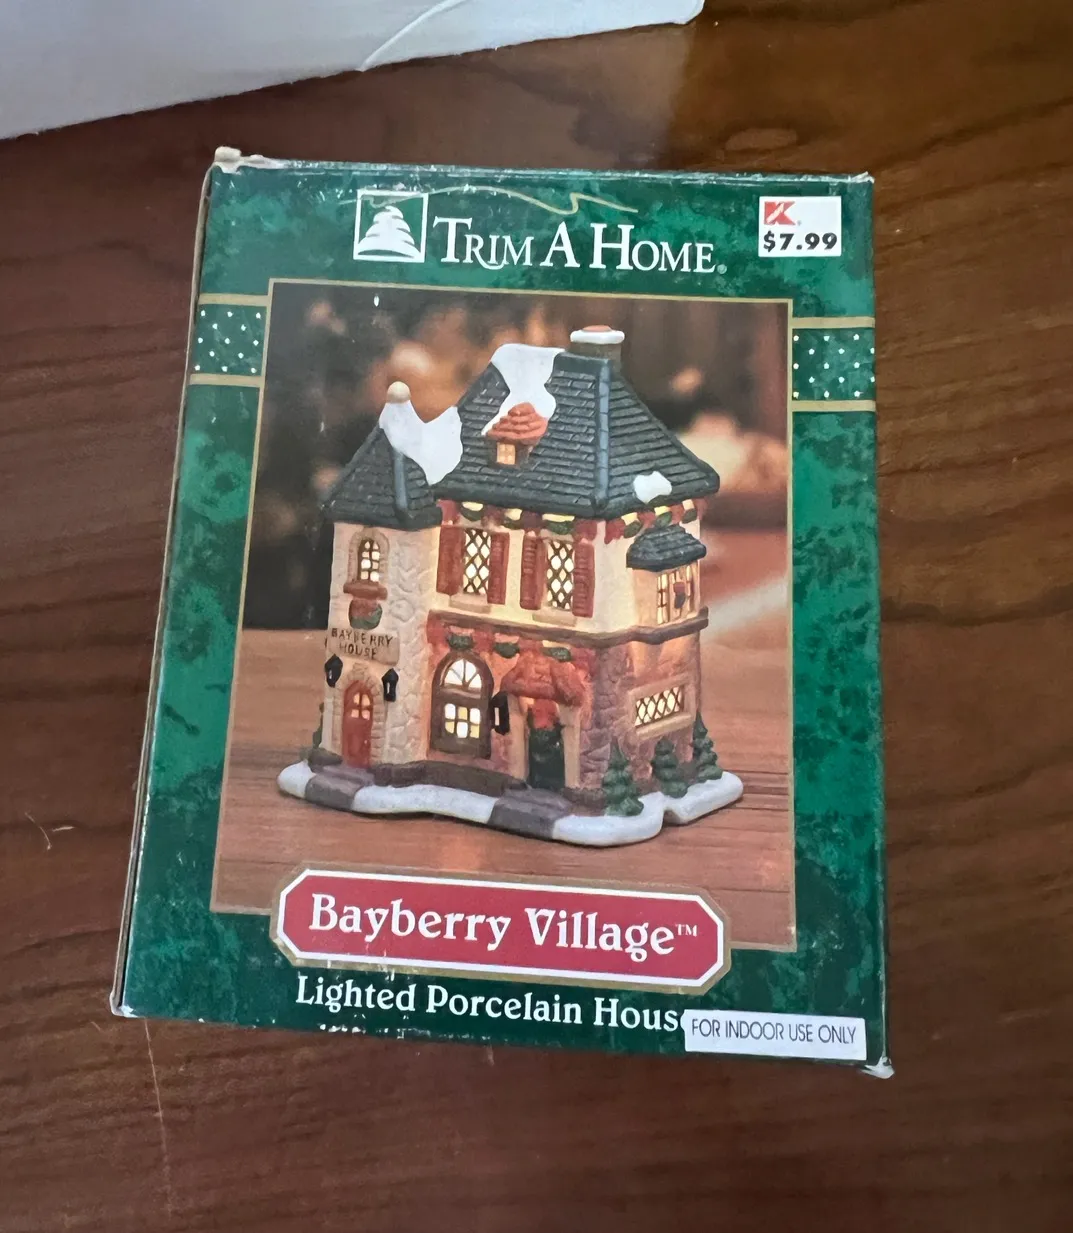 TRIM A HOME®
K®
$7.99
BAYBERRY
HOUSE
Bayberry Village™
Lighted Porcelain Hous
FOR INDOOR USE ONLY